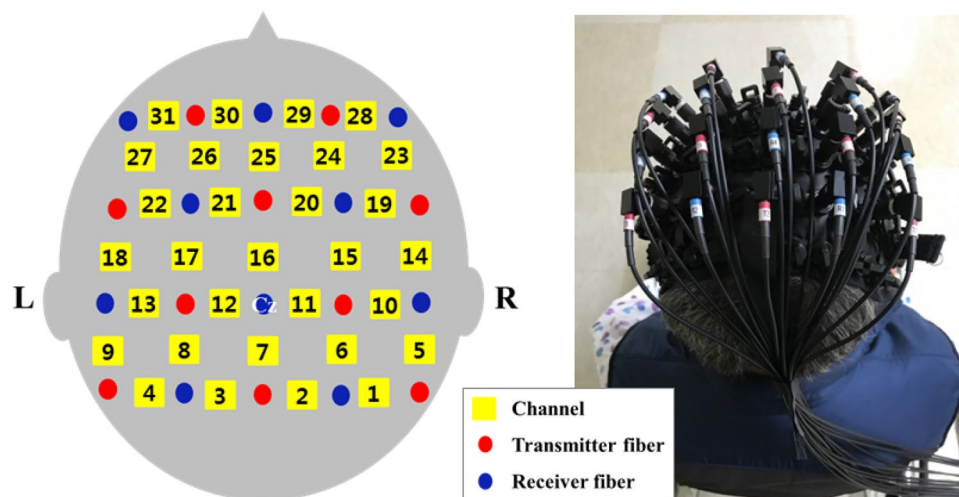 31 30 29 28
27 26 25 24 23
22 21 20 19
18 17 16 15 14
L 13 12 Cz 11 10 R
9 8 7 6 5
4 3 2 1
Channel
Transmitter fiber
Receiver fiber